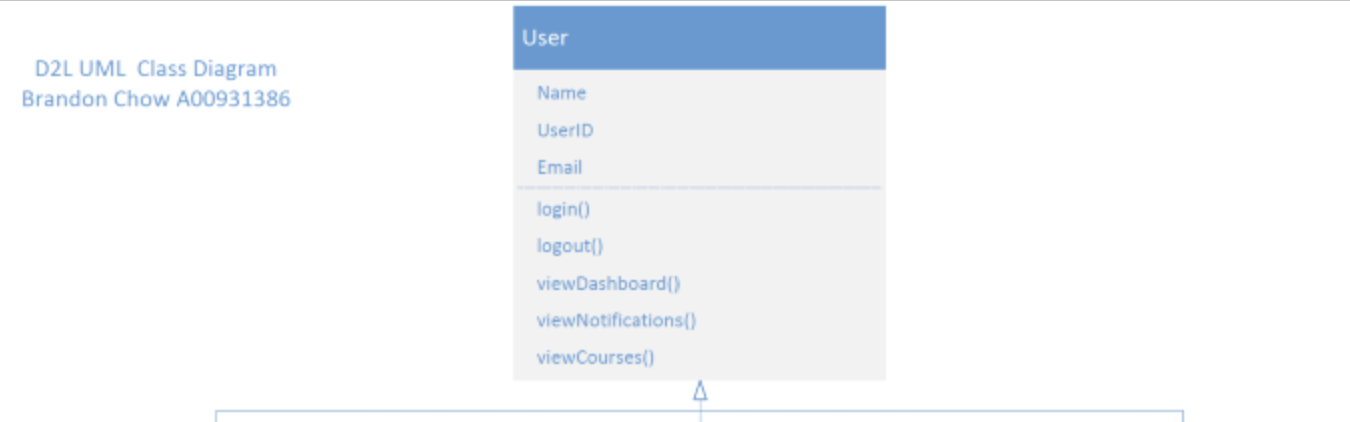 D2L UML Class Diagram
Brandon Chow A00931386
User
Name
UserID
Email
login()
logout()
viewDashboard()
viewNotifications()
viewCourses()